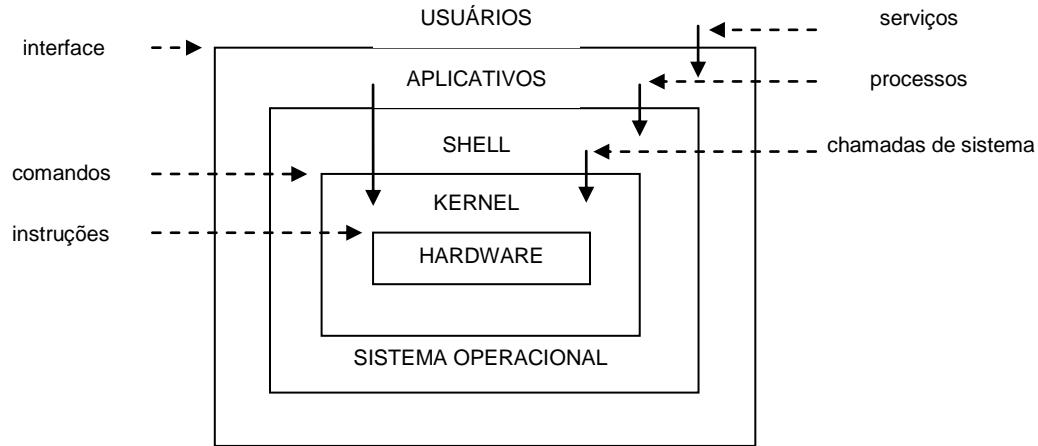 USUÁRIOS
serviços
interface
APLICATIVOS
processos
SHELL
chamadas de sistema
comandos
KERNEL
instruções
HARDWARE
SISTEMA OPERACIONAL